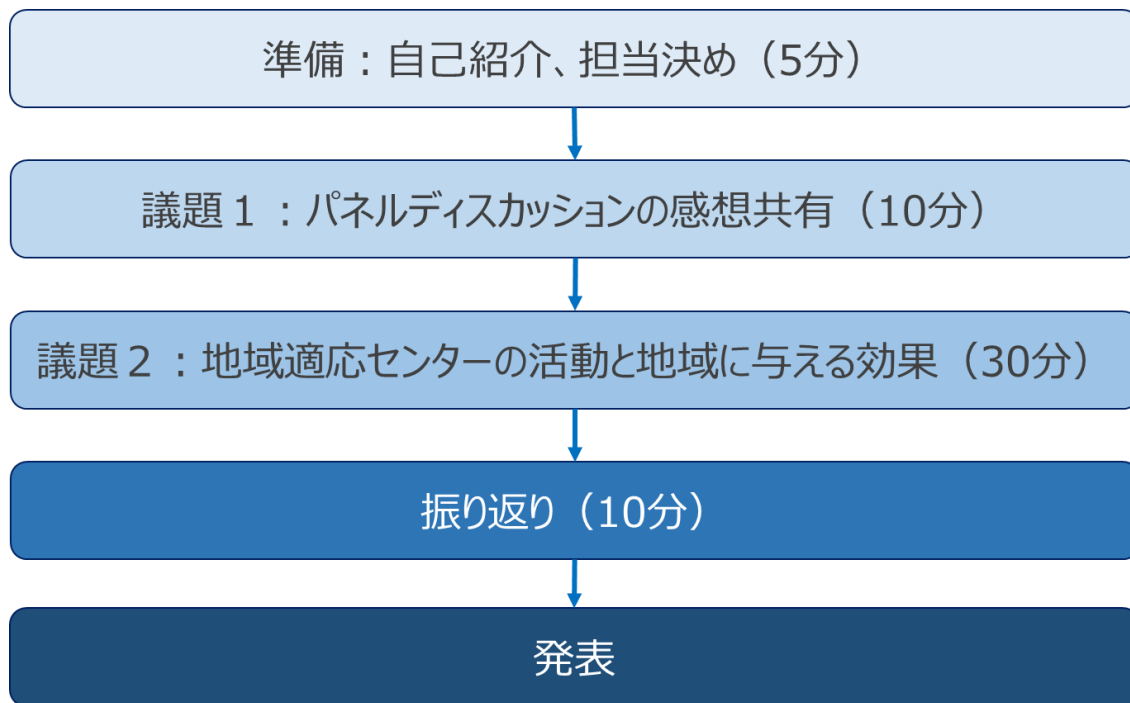 準備：自己紹介、担当決め（5分）
議題１：パネルディスカッションの感想共有（10分）
議題２：地域適応センターの活動と地域に与える効果（30分）
振り返り（10分）
発表